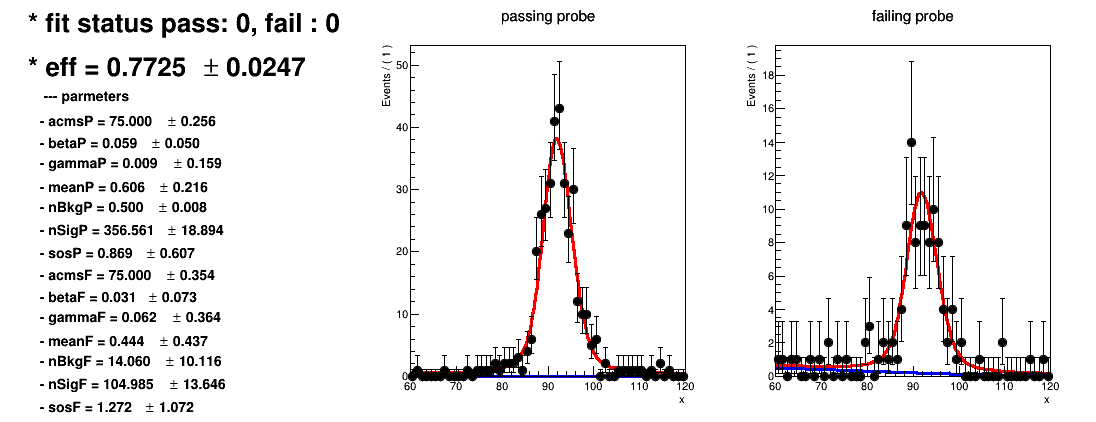 * fit status pass: 0, fail : 0
* eff = 0.7725 ± 0.0247
--- parmeters
- acmsP = 75.000 ± 0.256
- betaP = 0.059 ± 0.050
- gammaP = 0.009 ± 0.159
- meanP = 0.606 ± 0.216
- nBkgP = 0.500 ± 0.008
- nSigP = 356.561 ± 18.894
- sosP = 0.869 ± 0.607
- acmsF = 75.000 ± 0.354
- betaF = 0.031 ± 0.073
- gammaF = 0.062 ± 0.364
- meanF = 0.444 ± 0.437
- nBkgF = 14.060 ± 10.116
- nSigF = 104.985 ± 13.646
- sosF = 1.272 ± 1.072
passing probe
Events / ( 1 )
50
40
30
20
10
0
60 70 80 90 100 110 120
x
failing probe
Events / ( 1 )
18
16
14
12
10
8
6
4
2
0
60 70 80 90 100 110 120
x